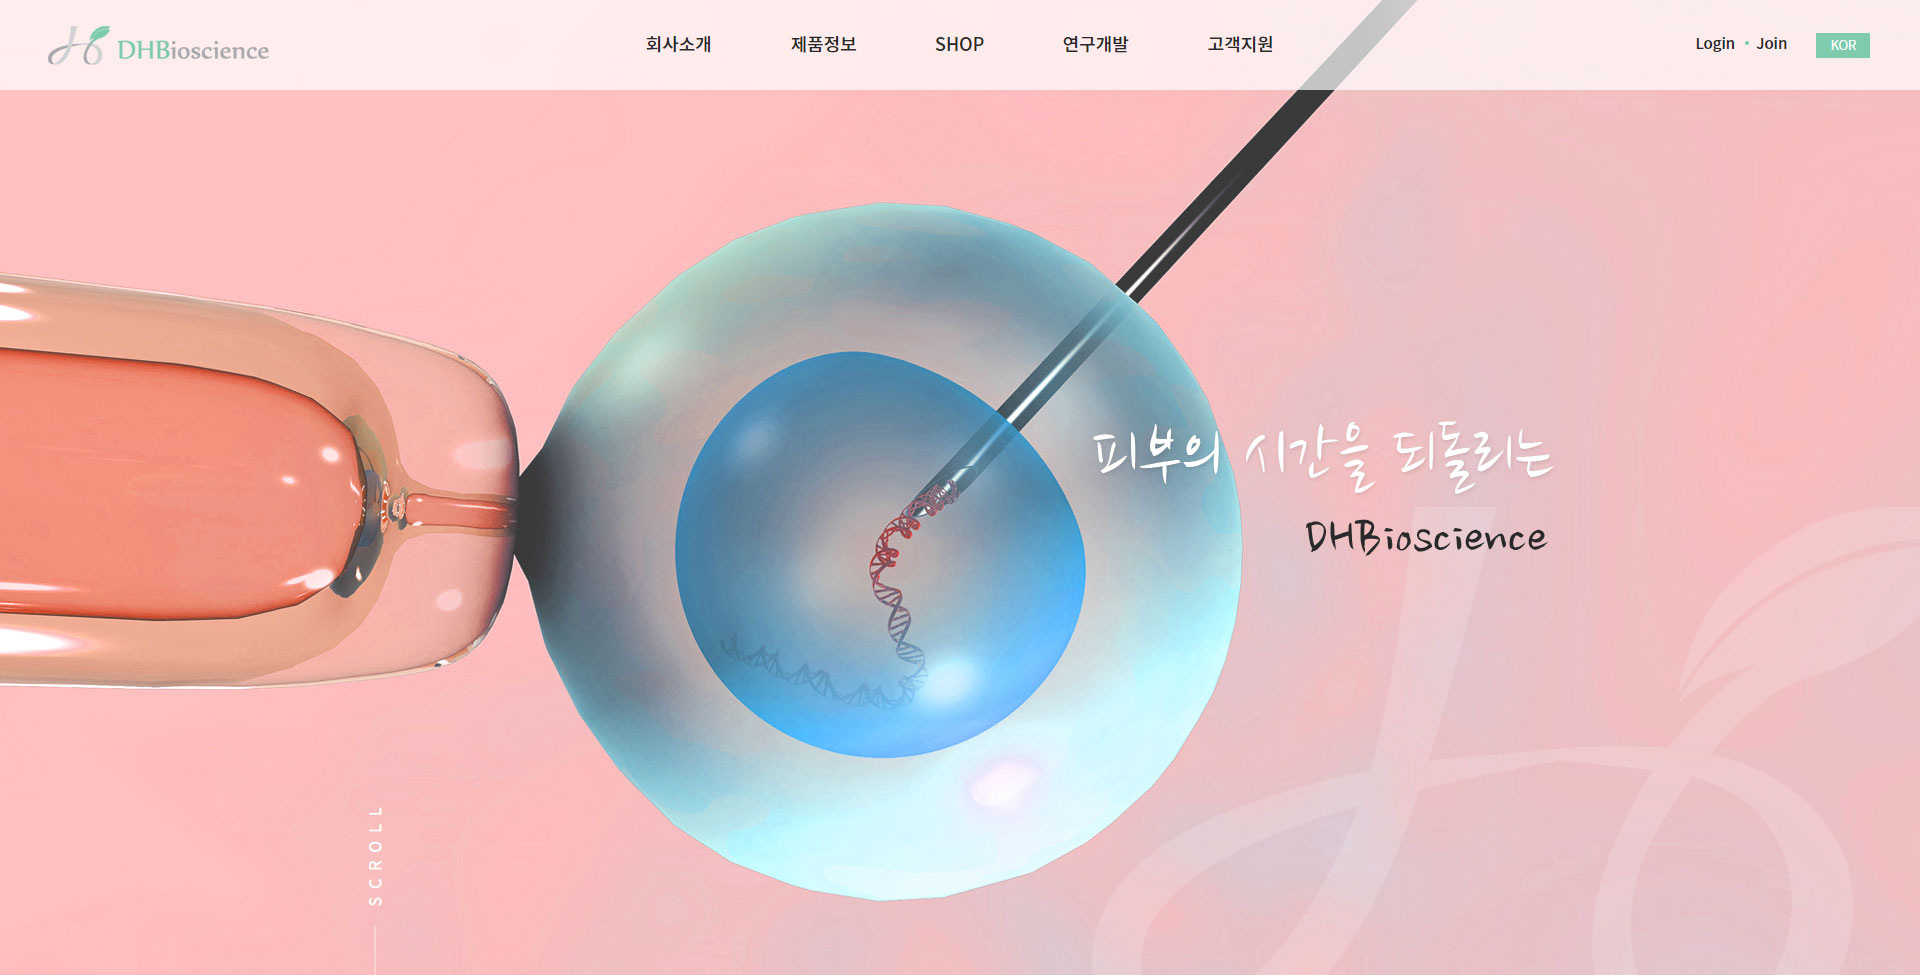 DHBioscience
회사소개
제품정보
SHOP
연구개발
고객지원
Login
Join
KOR
피부의 시간을 되돌리는
DHBioscience
SCROLL